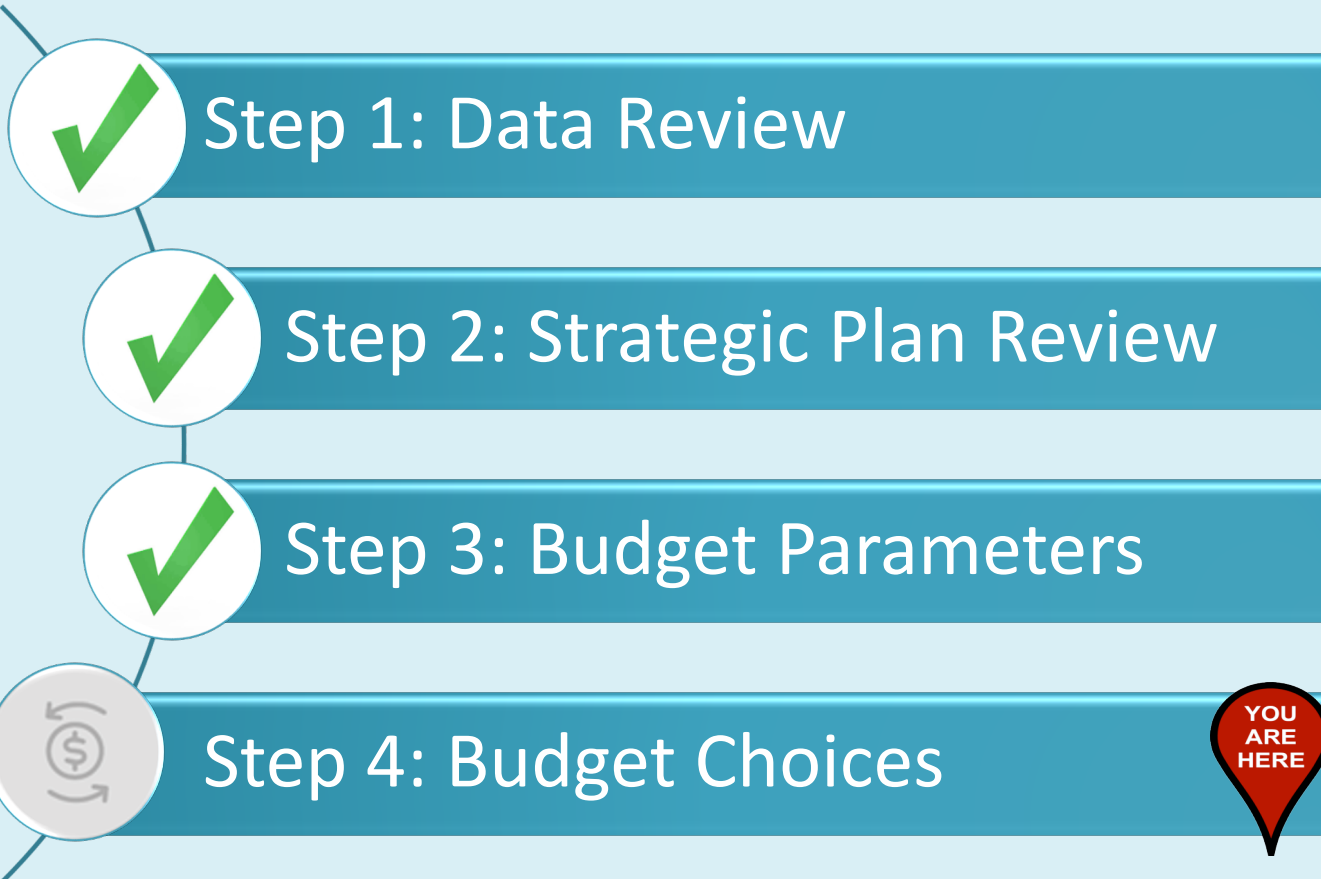 Step 1: Data Review
Step 2: Strategic Plan Review
Step 3: Budget Parameters
Step 4: Budget Choices
YOU
ARE
HERE
$